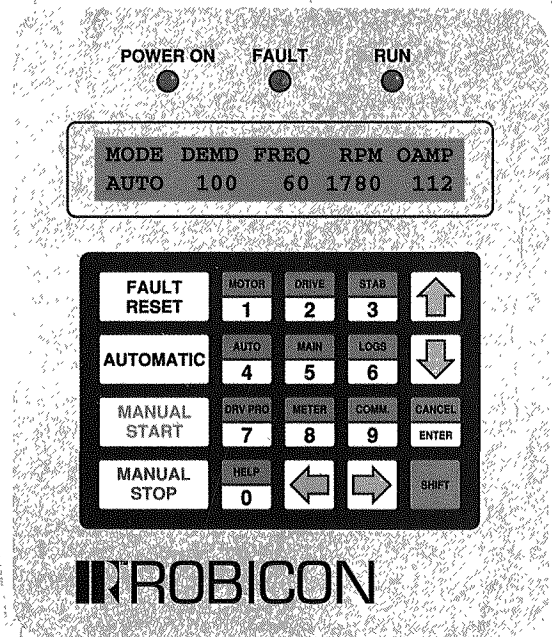 POWER ON FAULT RUN
MODE DEMD FREQ RPM OAMP
AUTO 100 60 1780 112
FAULT RESET
MOTOR 1
DRIVE 2
STAB 3
AUTOMATIC
AUTO 4
MAIN 5
LOGS 6
MANUAL START
DRV PRO 7
METER 8
COMM. 9
CANCEL ENTER
MANUAL STOP
HELP 0
SHIFT
ROBICON